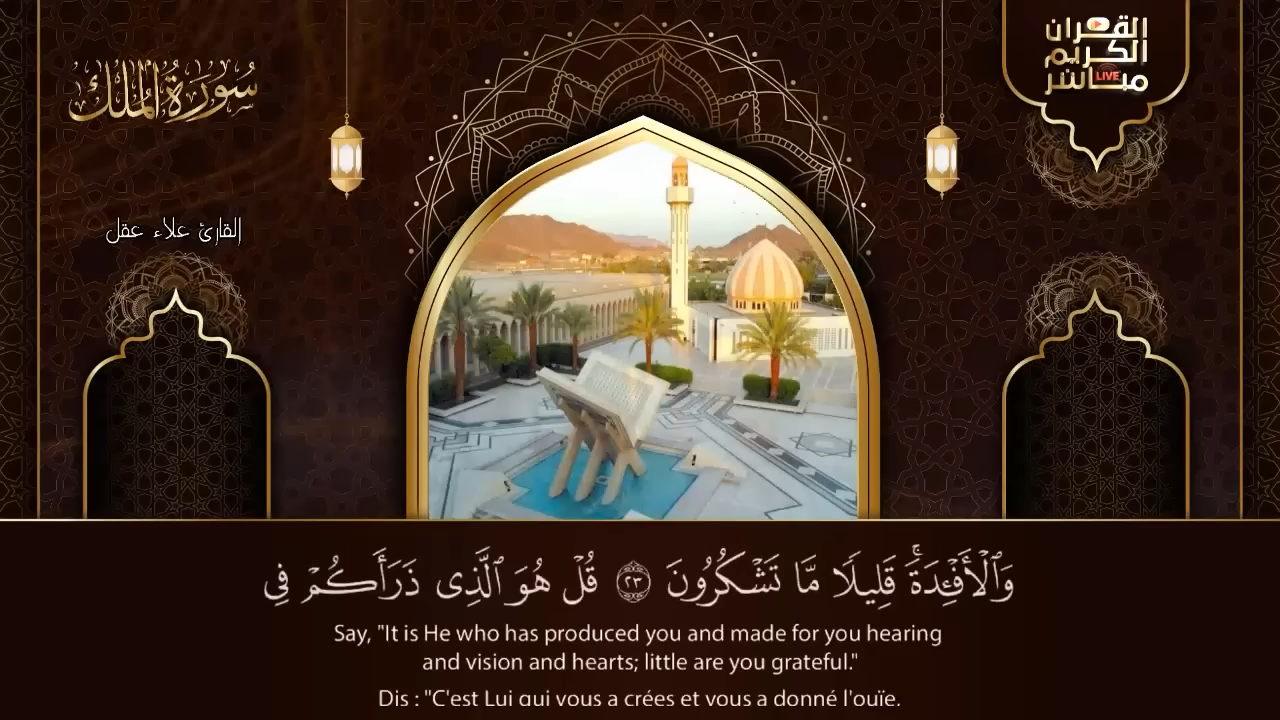 سُورَةُ المُلك
القرآن
الكريم
مباشر
LIVE
القارئ علاء عقل
وَٱلْأَفْـِٔدَةَۚ قَلِيلًا مَّا تَشْكُرُونَ ٢٣ قُلْ هُوَ ٱلَّذِى ذَرَأَكُمْ فِى
Say, "It is He who has produced you and made for you hearing
and vision and hearts; little are you grateful."
Dis : "C'est Lui qui vous a crées et vous a donné l'ouïe.